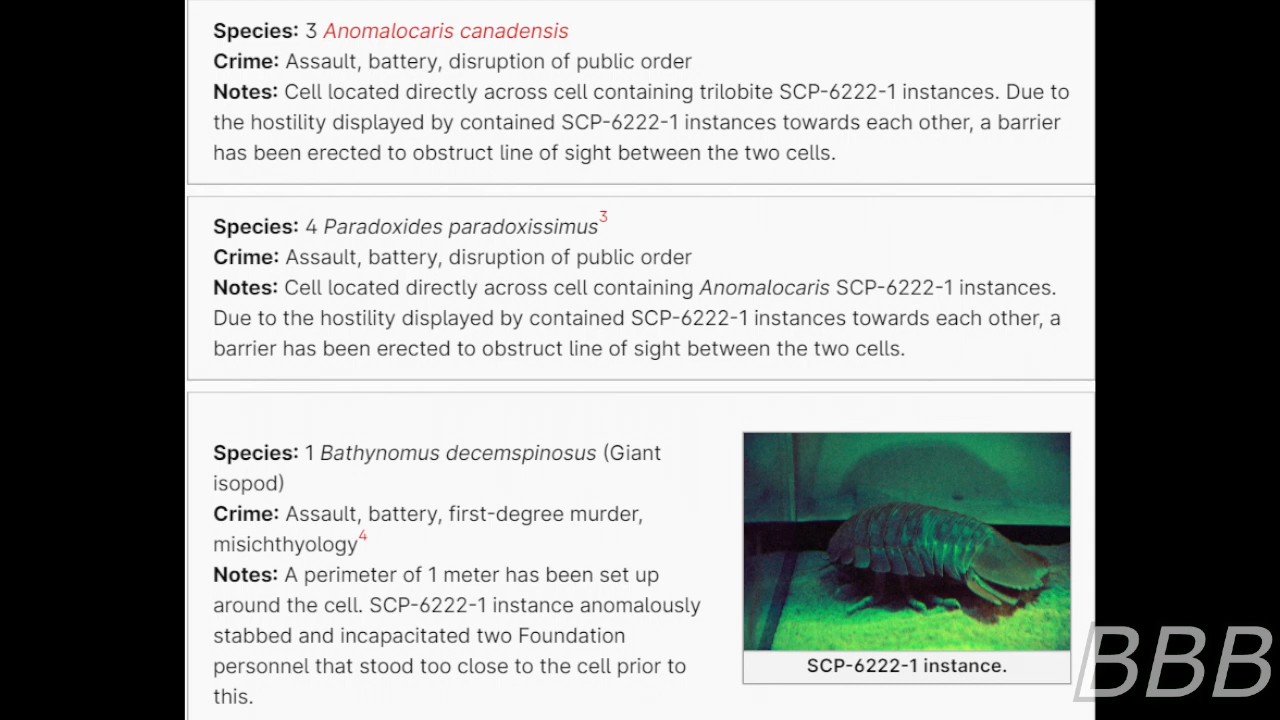 Species: 3 Anomalocaris canadensis
Crime: Assault, battery, disruption of public order
Notes: Cell located directly across cell containing trilobite SCP-6222-1 instances. Due to
the hostility displayed by contained SCP-6222-1 instances towards each other, a barrier
has been erected to obstruct line of sight between the two cells.
Species: 4 Paradoxides paradoxissimus3
Crime: Assault, battery, disruption of public order
Notes: Cell located directly across cell containing Anomalocaris SCP-6222-1 instances.
Due to the hostility displayed by contained SCP-6222-1 instances towards each other, a
barrier has been erected to obstruct line of sight between the two cells.
Species: 1 Bathynomus decemspinosus (Giant
isopod)
Crime: Assault, battery, first-degree murder,
misichthyology4
Notes: A perimeter of 1 meter has been set up
around the cell. SCP-6222-1 instance anomalously
stabbed and incapacitated two Foundation
personnel that stood too close to the cell prior to
this.
SCP-6222-1 instance.
BBB